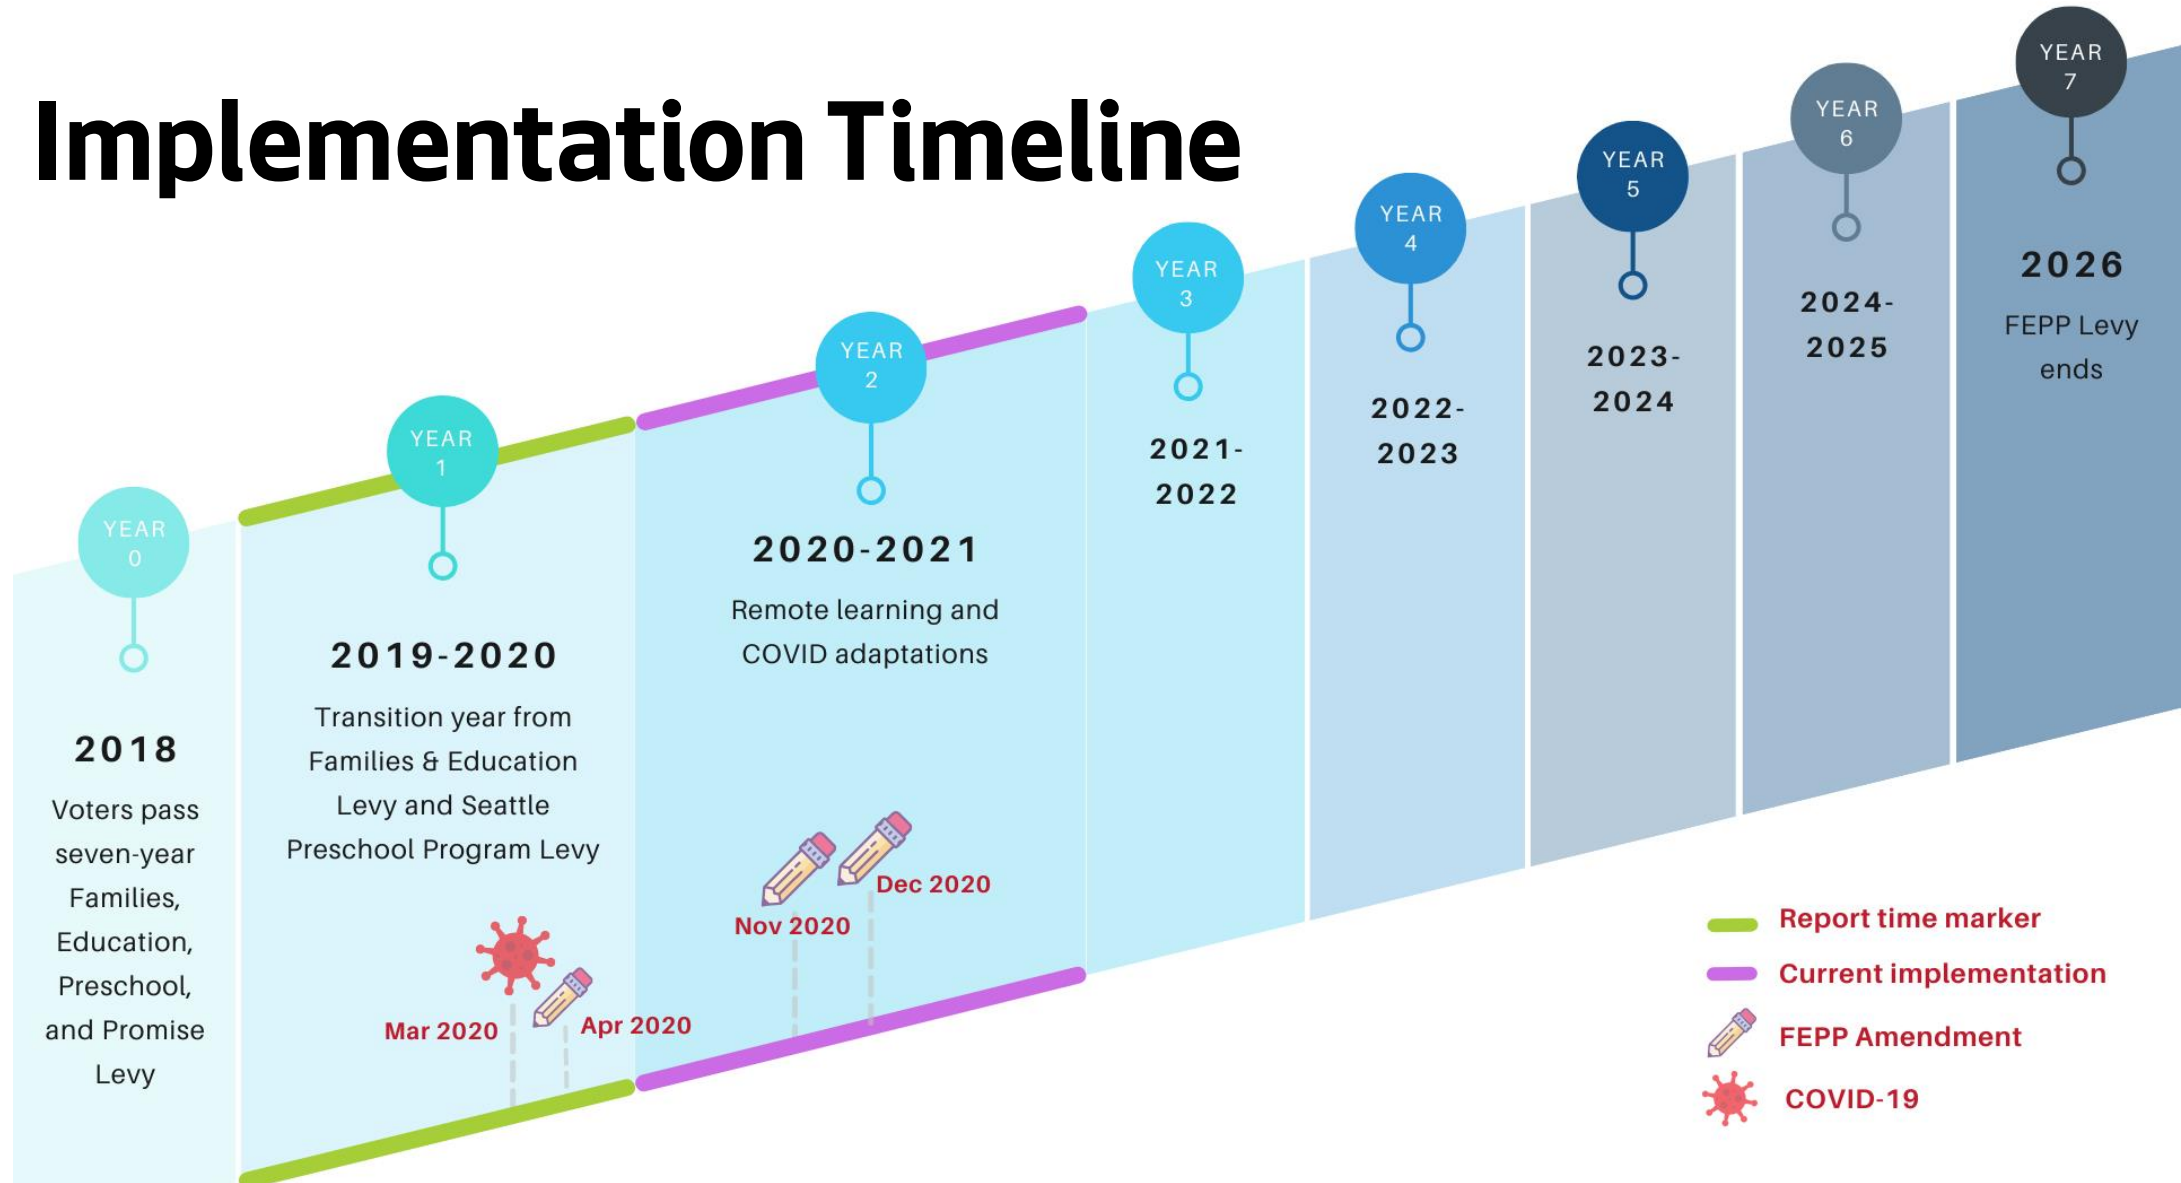 Implementation Timeline
YEAR
0
2018
Voters pass
seven-year
Families,
Education,
Preschool,
and Promise
Levy
YEAR
1
2019-2020
Transition year from
Families & Education
Levy and Seattle
Preschool Program Levy
Mar 2020
Apr 2020
YEAR
2
2020-2021
Remote learning and
COVID adaptations
Nov 2020
Dec 2020
YEAR
3
2021-
2022
YEAR
4
2022-
2023
YEAR
5
2023-
2024
YEAR
6
2024-
2025
YEAR
7
2026
FEPP Levy
ends
Report time marker
Current implementation
FEPP Amendment
COVID-19